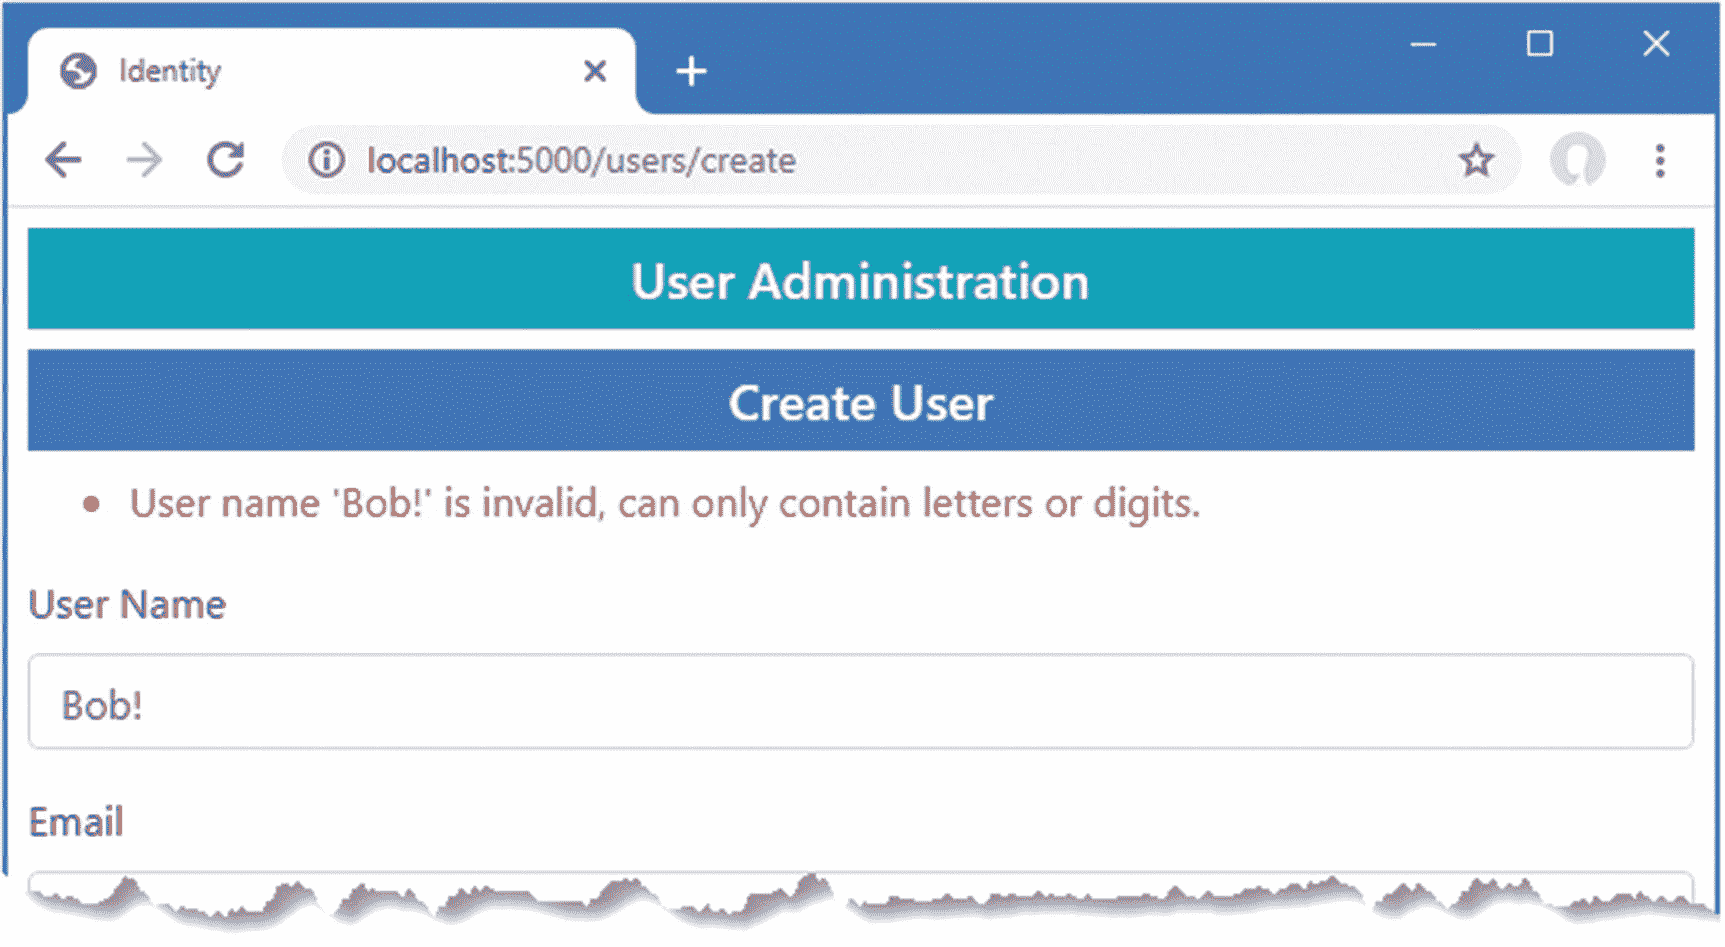 Identity
localhost:5000/users/create
User Administration
Create User
• User name 'Bob!' is invalid, can only contain letters or digits.
User Name
Bob!
Email